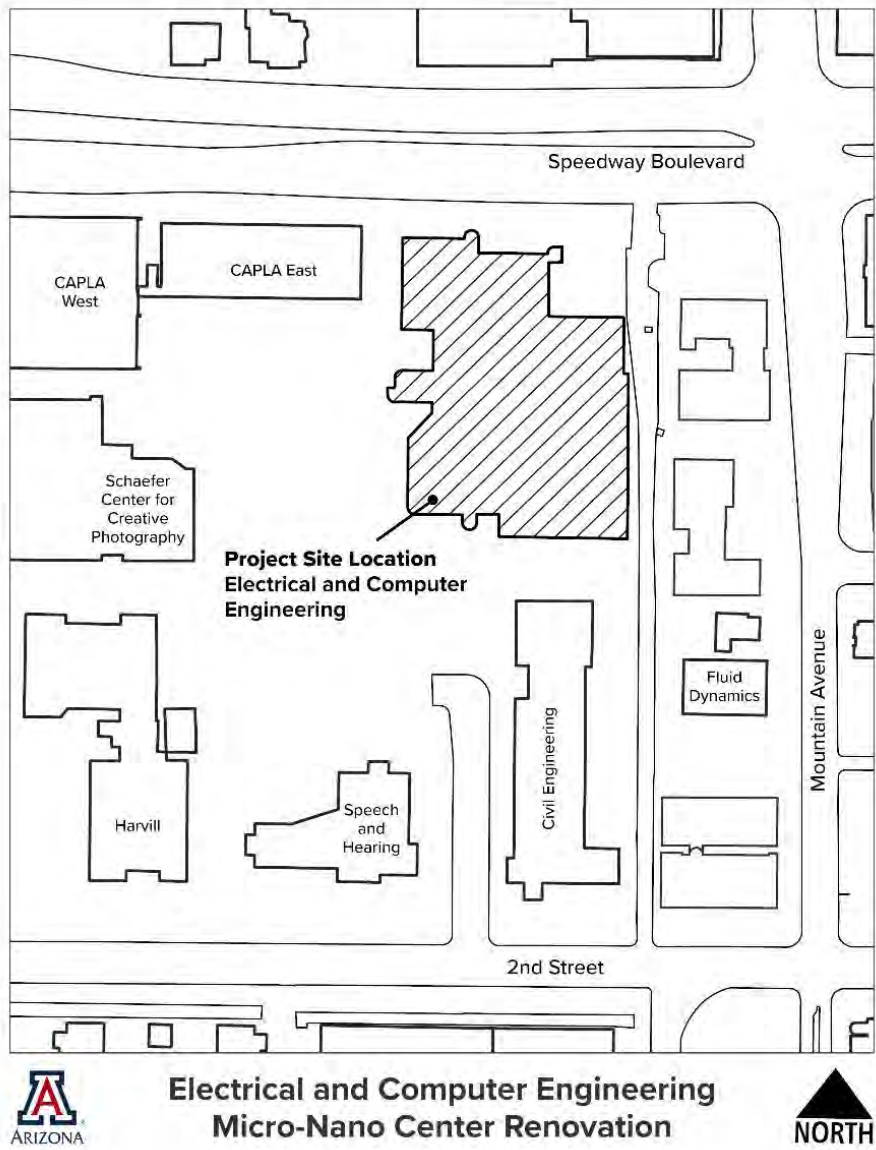 Speedway Boulevard
CAPLA
West
CAPLA East
Schaefer
Center for
Creative
Photography
Project Site Location
Electrical and Computer
Engineering
Fluid
Dynamics
Mountain Avenue
Civil Engineering
Harvill
Speech
and
Hearing
2nd Street
A
ARIZONA
Electrical and Computer Engineering
Micro-Nano Center Renovation
NORTH